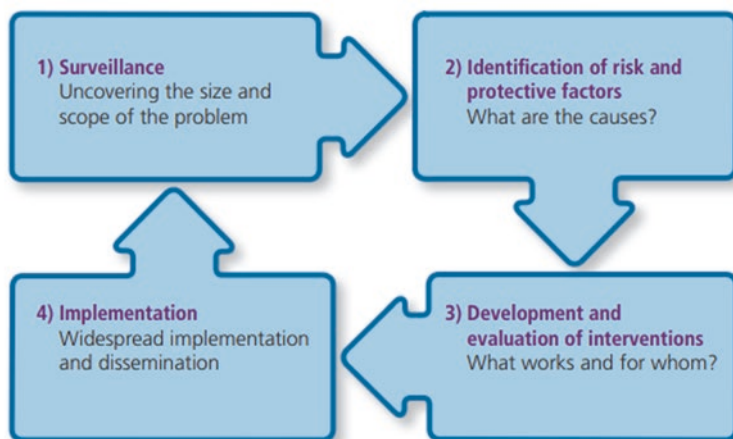 1) Surveillance
Uncovering the size and
scope of the problem
2) Identification of risk and
protective factors
What are the causes?
3) Development and
evaluation of interventions
What works and for whom?
4) Implementation
Widespread implementation
and dissemination